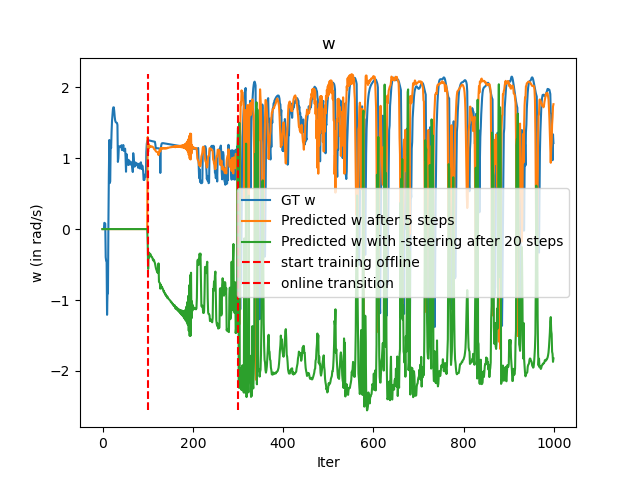 w
2
1
0
−1
−2
w (in rad/s)
GT w
Predicted w after 5 steps
Predicted w with -steering after 20 steps
start training offline
online transition
0
200
400
600
800
1000
Iter